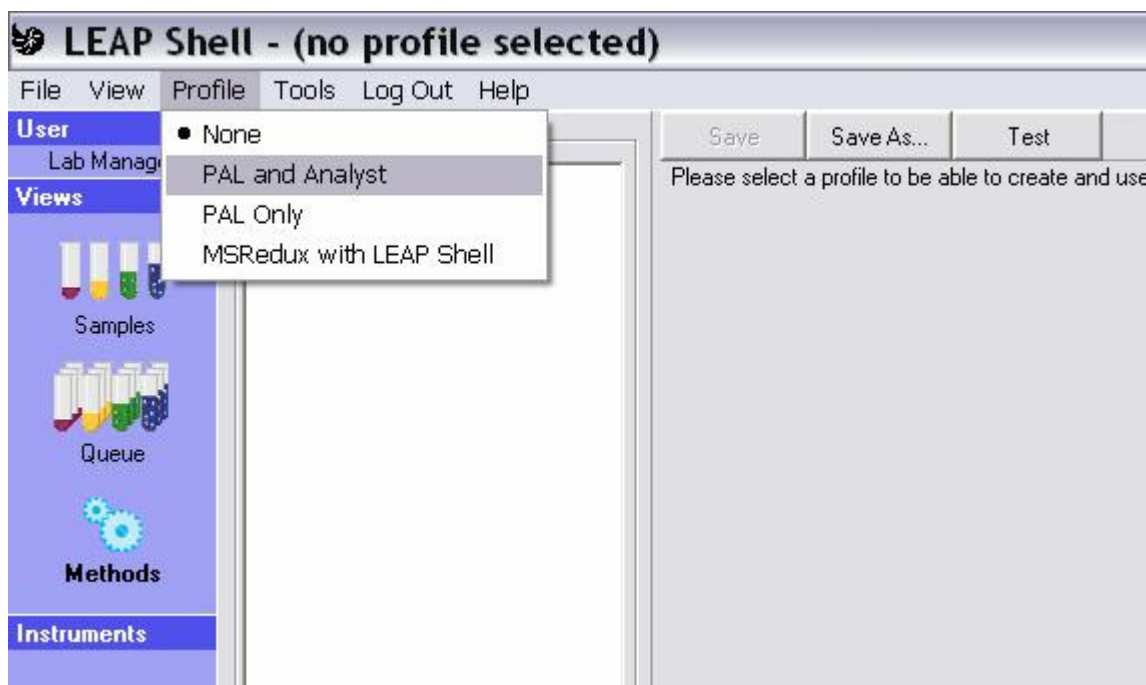 LEAP Shell - (no profile selected)
File View Profile Tools Log Out Help
User
Lab Manag
Views
Samples
Queue
Methods
Instruments
None
PAL and Analyst
PAL Only
MSRedux with LEAP Shell
Save Save As... Test
Please select a profile to be able to create and use